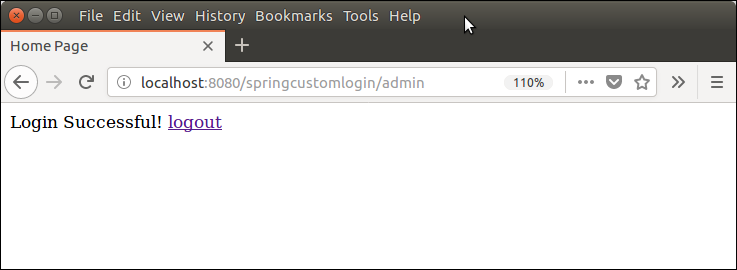 File Edit View History Bookmarks Tools Help
Home Page
localhost:8080/springcustomlogin/admin 110%
Login Successful! logout